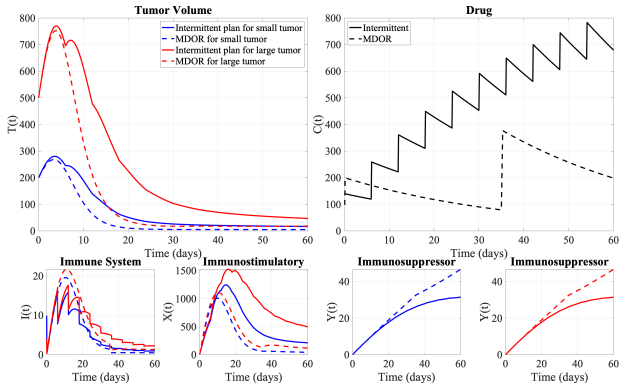 Tumor Volume
800
700
600
500
400
300
200
100
0
T(t)
0 10 20 30 40 50 60
Time (days)
Intermittent plan for small tumor
MDOR for small tumor
Intermittent plan for large tumor
MDOR for large tumor
Drug
800
700
600
500
400
300
200
100
0
C(t)
0 10 20 30 40 50 60
Time (days)
Intermittent
MDOR
Immune System
20
10
0
I(t)
0 20 40 60
Time (days)
Immunostimulatory
1500
1000
500
0
X(t)
0 20 40 60
Time (days)
Immunosuppressor
40
20
0
Y(t)
0 20 40 60
Time (days)
Immunosuppressor
40
20
0
Y(t)
0 20 40 60
Time (days)